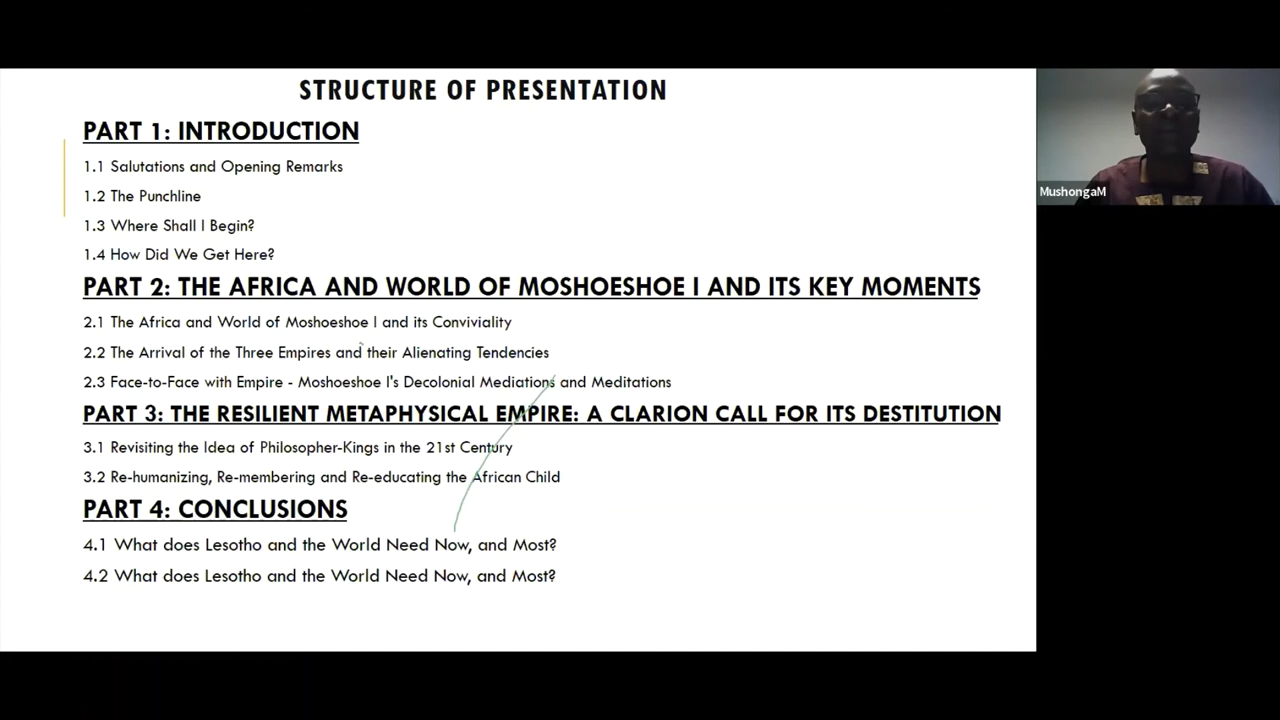 STRUCTURE OF PRESENTATION
PART 1: INTRODUCTION
1.1 Salutations and Opening Remarks
1.2 The Punchline
1.3 Where Shall I Begin?
1.4 How Did We Get Here?
PART 2: THE AFRICA AND WORLD OF MOSHOESHOE I AND ITS KEY MOMENTS
2.1 The Africa and World of Moshoeshoe I and its Conviviality
2.2 The Arrival of the Three Empires and their Alienating Tendencies
2.3 Face-to-Face with Empire - Moshoeshoe I's Decolonial Mediations and Meditations
PART 3: THE RESILIENT METAPHYSICAL EMPIRE: A CLARION CALL FOR ITS DESTITUTION
3.1 Revisiting the Idea of Philosopher-Kings in the 21st Century
3.2 Re-humanizing, Re-membering and Re-educating the African Child
PART 4: CONCLUSIONS
4.1 What does Lesotho and the World Need Now, and Most?
4.2 What does Lesotho and the World Need Now, and Most?
MushongaM